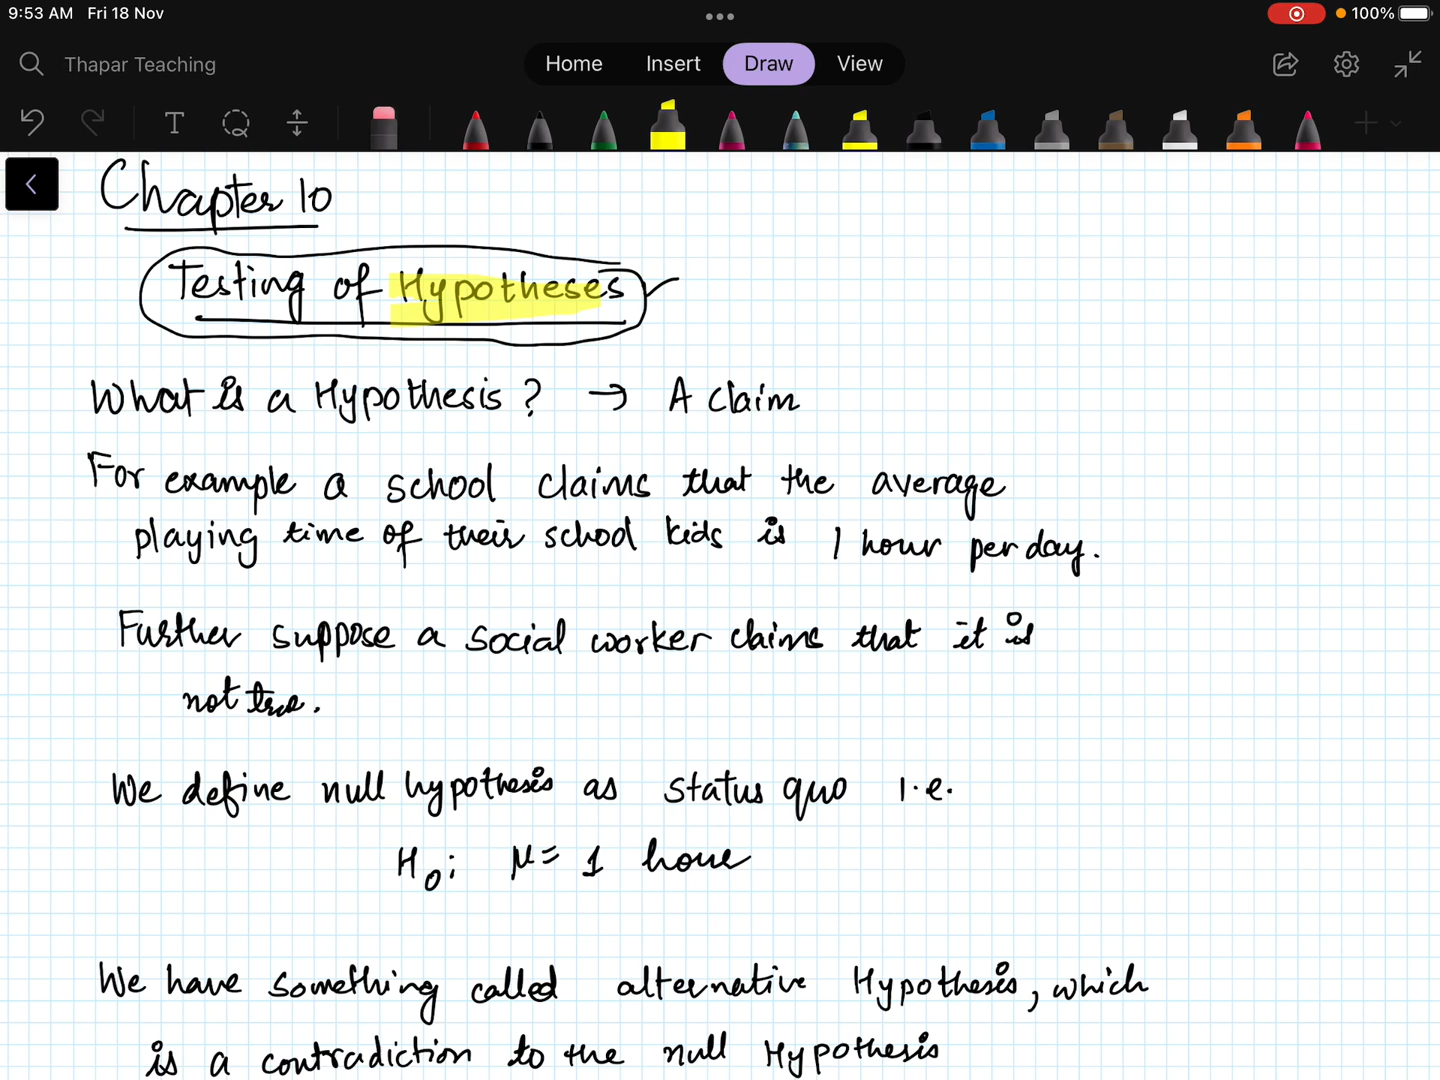 9:53 AM Fri 18 Nov
100%
Thapar Teaching
Home Insert Draw View
T
Chapter 10
Testing of Hypotheses
What is a Hypothesis? → A claim
For example a school claims that the average
playing time of their school kids is 1 hour per day.
Further suppose a social worker claims that it is
not true.
We define null hypothesis as status quo i.e.
H₀: μ = 1 hour
We have something called alternative Hypothesis, which
is a contradiction to the null Hypothesis